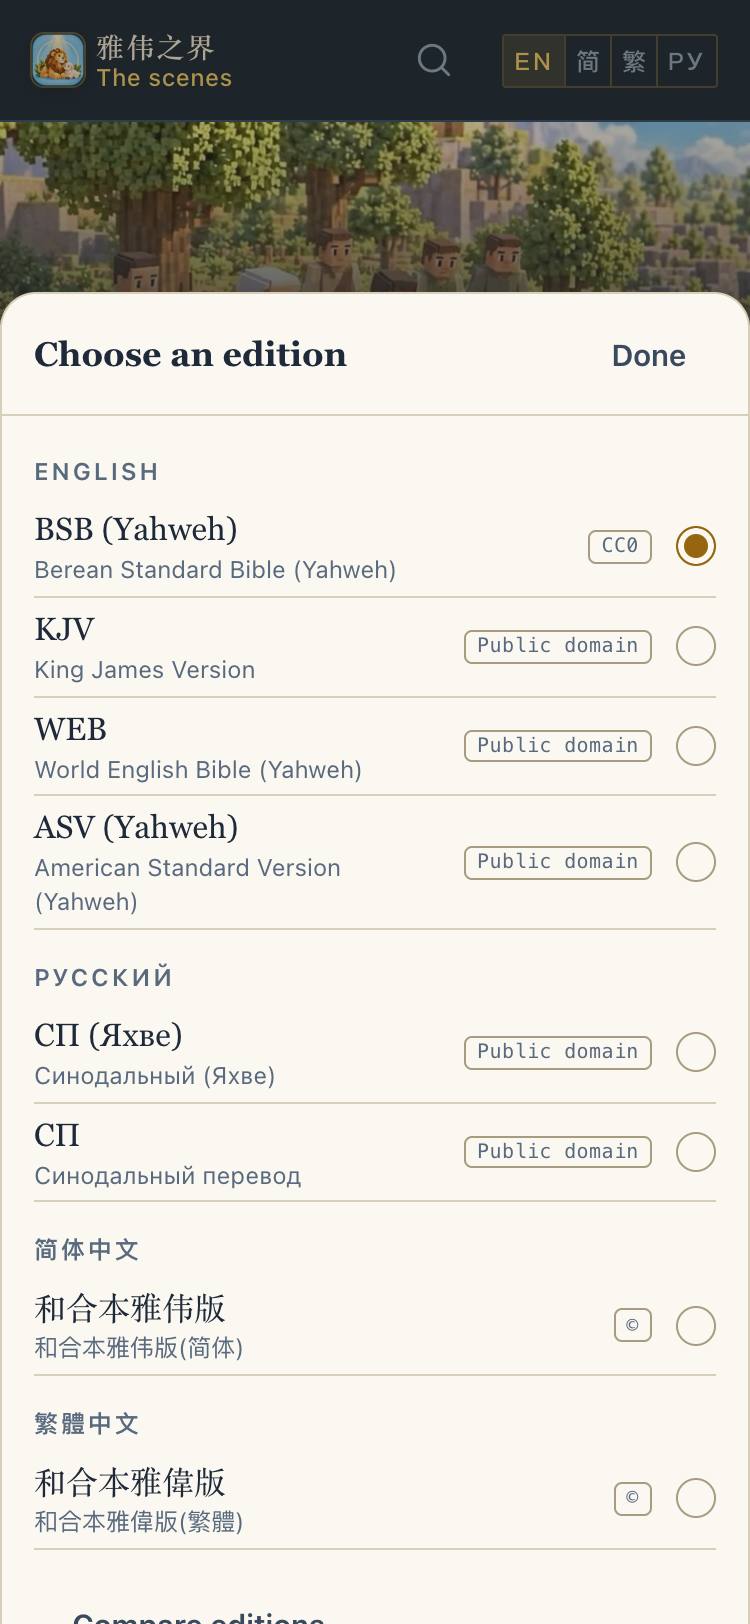 雅伟之界
The scenes
EN 简 繁 РУ
Choose an edition
Done
ENGLISH
BSB (Yahweh)
Berean Standard Bible (Yahweh)
CC0
KJV
King James Version
Public domain
WEB
World English Bible (Yahweh)
Public domain
ASV (Yahweh)
American Standard Version
(Yahweh)
Public domain
РУССКИЙ
СП (Яхве)
Синодальный (Яхве)
Public domain
СП
Синодальный перевод
Public domain
简体中文
和合本雅伟版
和合本雅伟版(简体)
©
繁體中文
和合本雅偉版
和合本雅偉版(繁體)
©
Compare editions